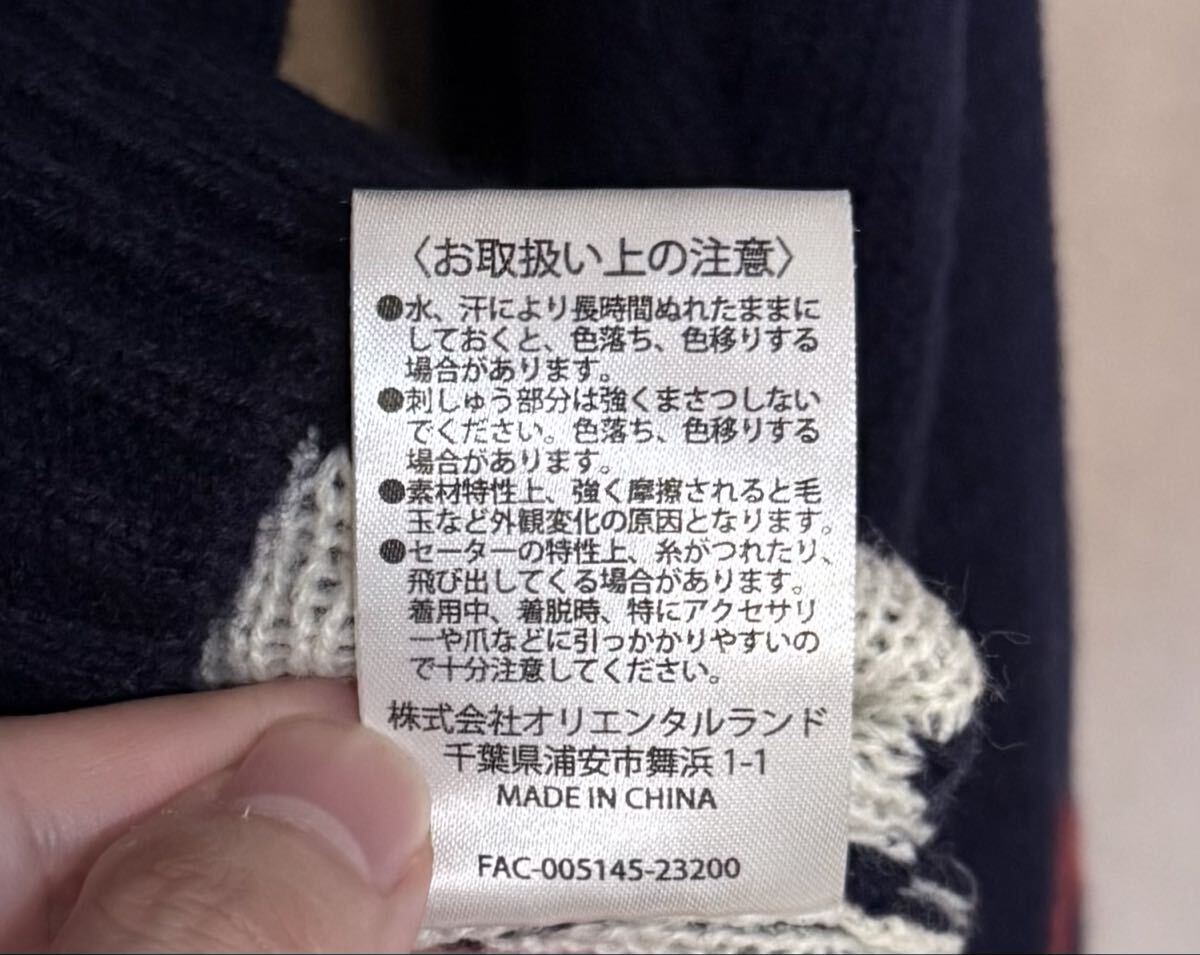 〈お取扱い上の注意〉
●水、汗により長時間ぬれたままに
しておくと、色落ち、色移りする
場合があります。
●刺しゅう部分は強くまさつしない
でください。色落ち、色移りする
場合があります。
●素材特性上、強く摩擦されると毛
玉など外観変化の原因となります。
●セーターの特性上、糸がつれたり、
飛び出してくる場合があります。
着用中、着脱時、特にアクセサリ
ーや爪などに引っかかりやすいの
で十分注意してください。
株式会社オリエンタルランド
千葉県浦安市舞浜1-1
MADE IN CHINA
FAC-005145-23200